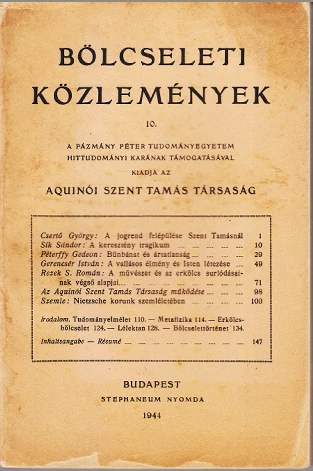 BÖLCSELETI
KÖZLEMÉNYEK
10.
A PÁZMÁNY PÉTER TUDOMÁNYEGYETEM
HITTUDOMÁNYI KARÁNAK TÁMOGATÁSÁVAL
KIADJA AZ
AQUINÓI SZENT TAMÁS TÁRSASÁG
Csertő György: A jogrend felépülése Szent Tamásnál 1
Sík Sándor: A keresztény tragikum ... ... ... ... ... 10
Péterffy Gedeon: Bűnbánat és ártatlanság ... ... ... ... 29
Gerencsér István: A vallásos élmény és Isten létezése ... 49
Rezek S. Román: A művészet és az erkölcs surlódásai-
nak végső alapjai... ... ... ... ... ... ... ... 71
Az Aquinói Szent Tamás Társaság működése ... ... ... 98
Szemle: Nietzsche korunk szemléletében ... ... ... ... 100
Irodalom. Tudományelmélet 110. — Metafizika 114. — Erkölcs-
bölcselet 124. — Lélektan 128. — Bölcselettörténet 134.
Inhaltsangabe — Résumé ... ... ... ... ... ... ... 147
BUDAPEST
STEPHANEUM NYOMDA
1944